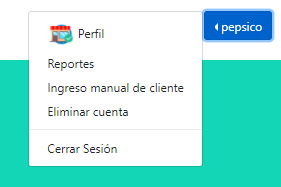 pepsico
Perfil
Reportes
Ingreso manual de cliente
Eliminar cuenta
Cerrar Sesión